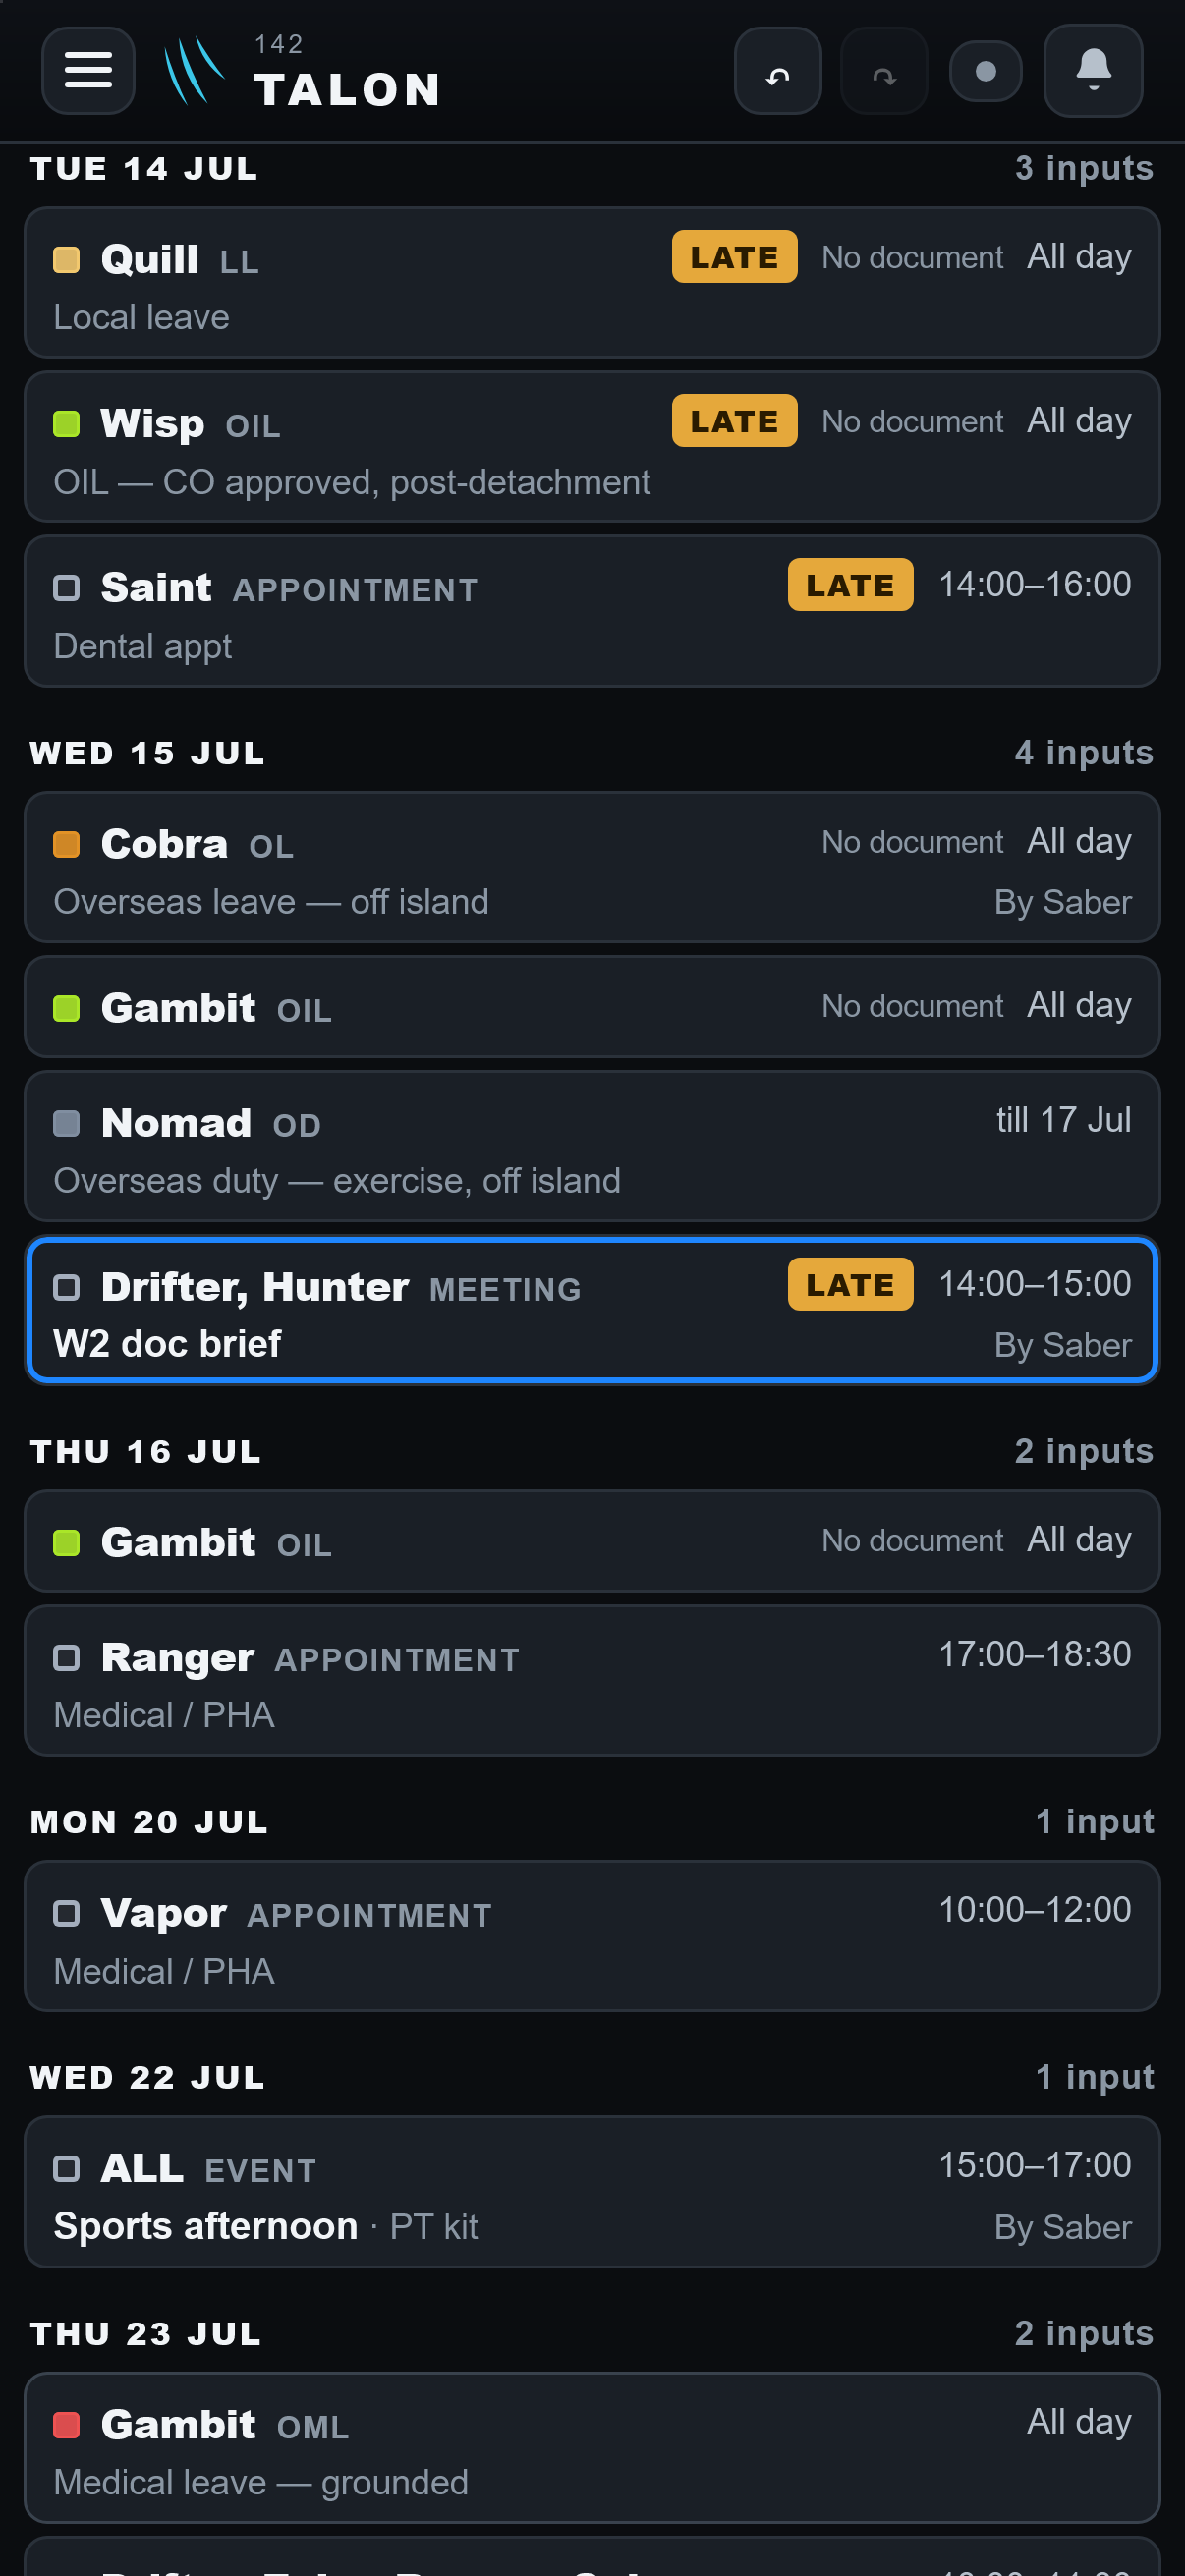 142
TALON
TUE 14 JUL 3 inputs
Quill LL LATE No document All day
Local leave
Wisp OIL LATE No document All day
OIL — CO approved, post-detachment
Saint APPOINTMENT LATE 14:00–16:00
Dental appt
WED 15 JUL 4 inputs
Cobra OL No document All day
Overseas leave — off island By Saber
Gambit OIL No document All day
Nomad OD till 17 Jul
Overseas duty — exercise, off island
Drifter, Hunter MEETING LATE 14:00–15:00
W2 doc brief By Saber
THU 16 JUL 2 inputs
Gambit OIL No document All day
Ranger APPOINTMENT 17:00–18:30
Medical / PHA
MON 20 JUL 1 input
Vapor APPOINTMENT 10:00–12:00
Medical / PHA
WED 22 JUL 1 input
ALL EVENT 15:00–17:00
Sports afternoon · PT kit By Saber
THU 23 JUL 2 inputs
Gambit OML All day
Medical leave — grounded